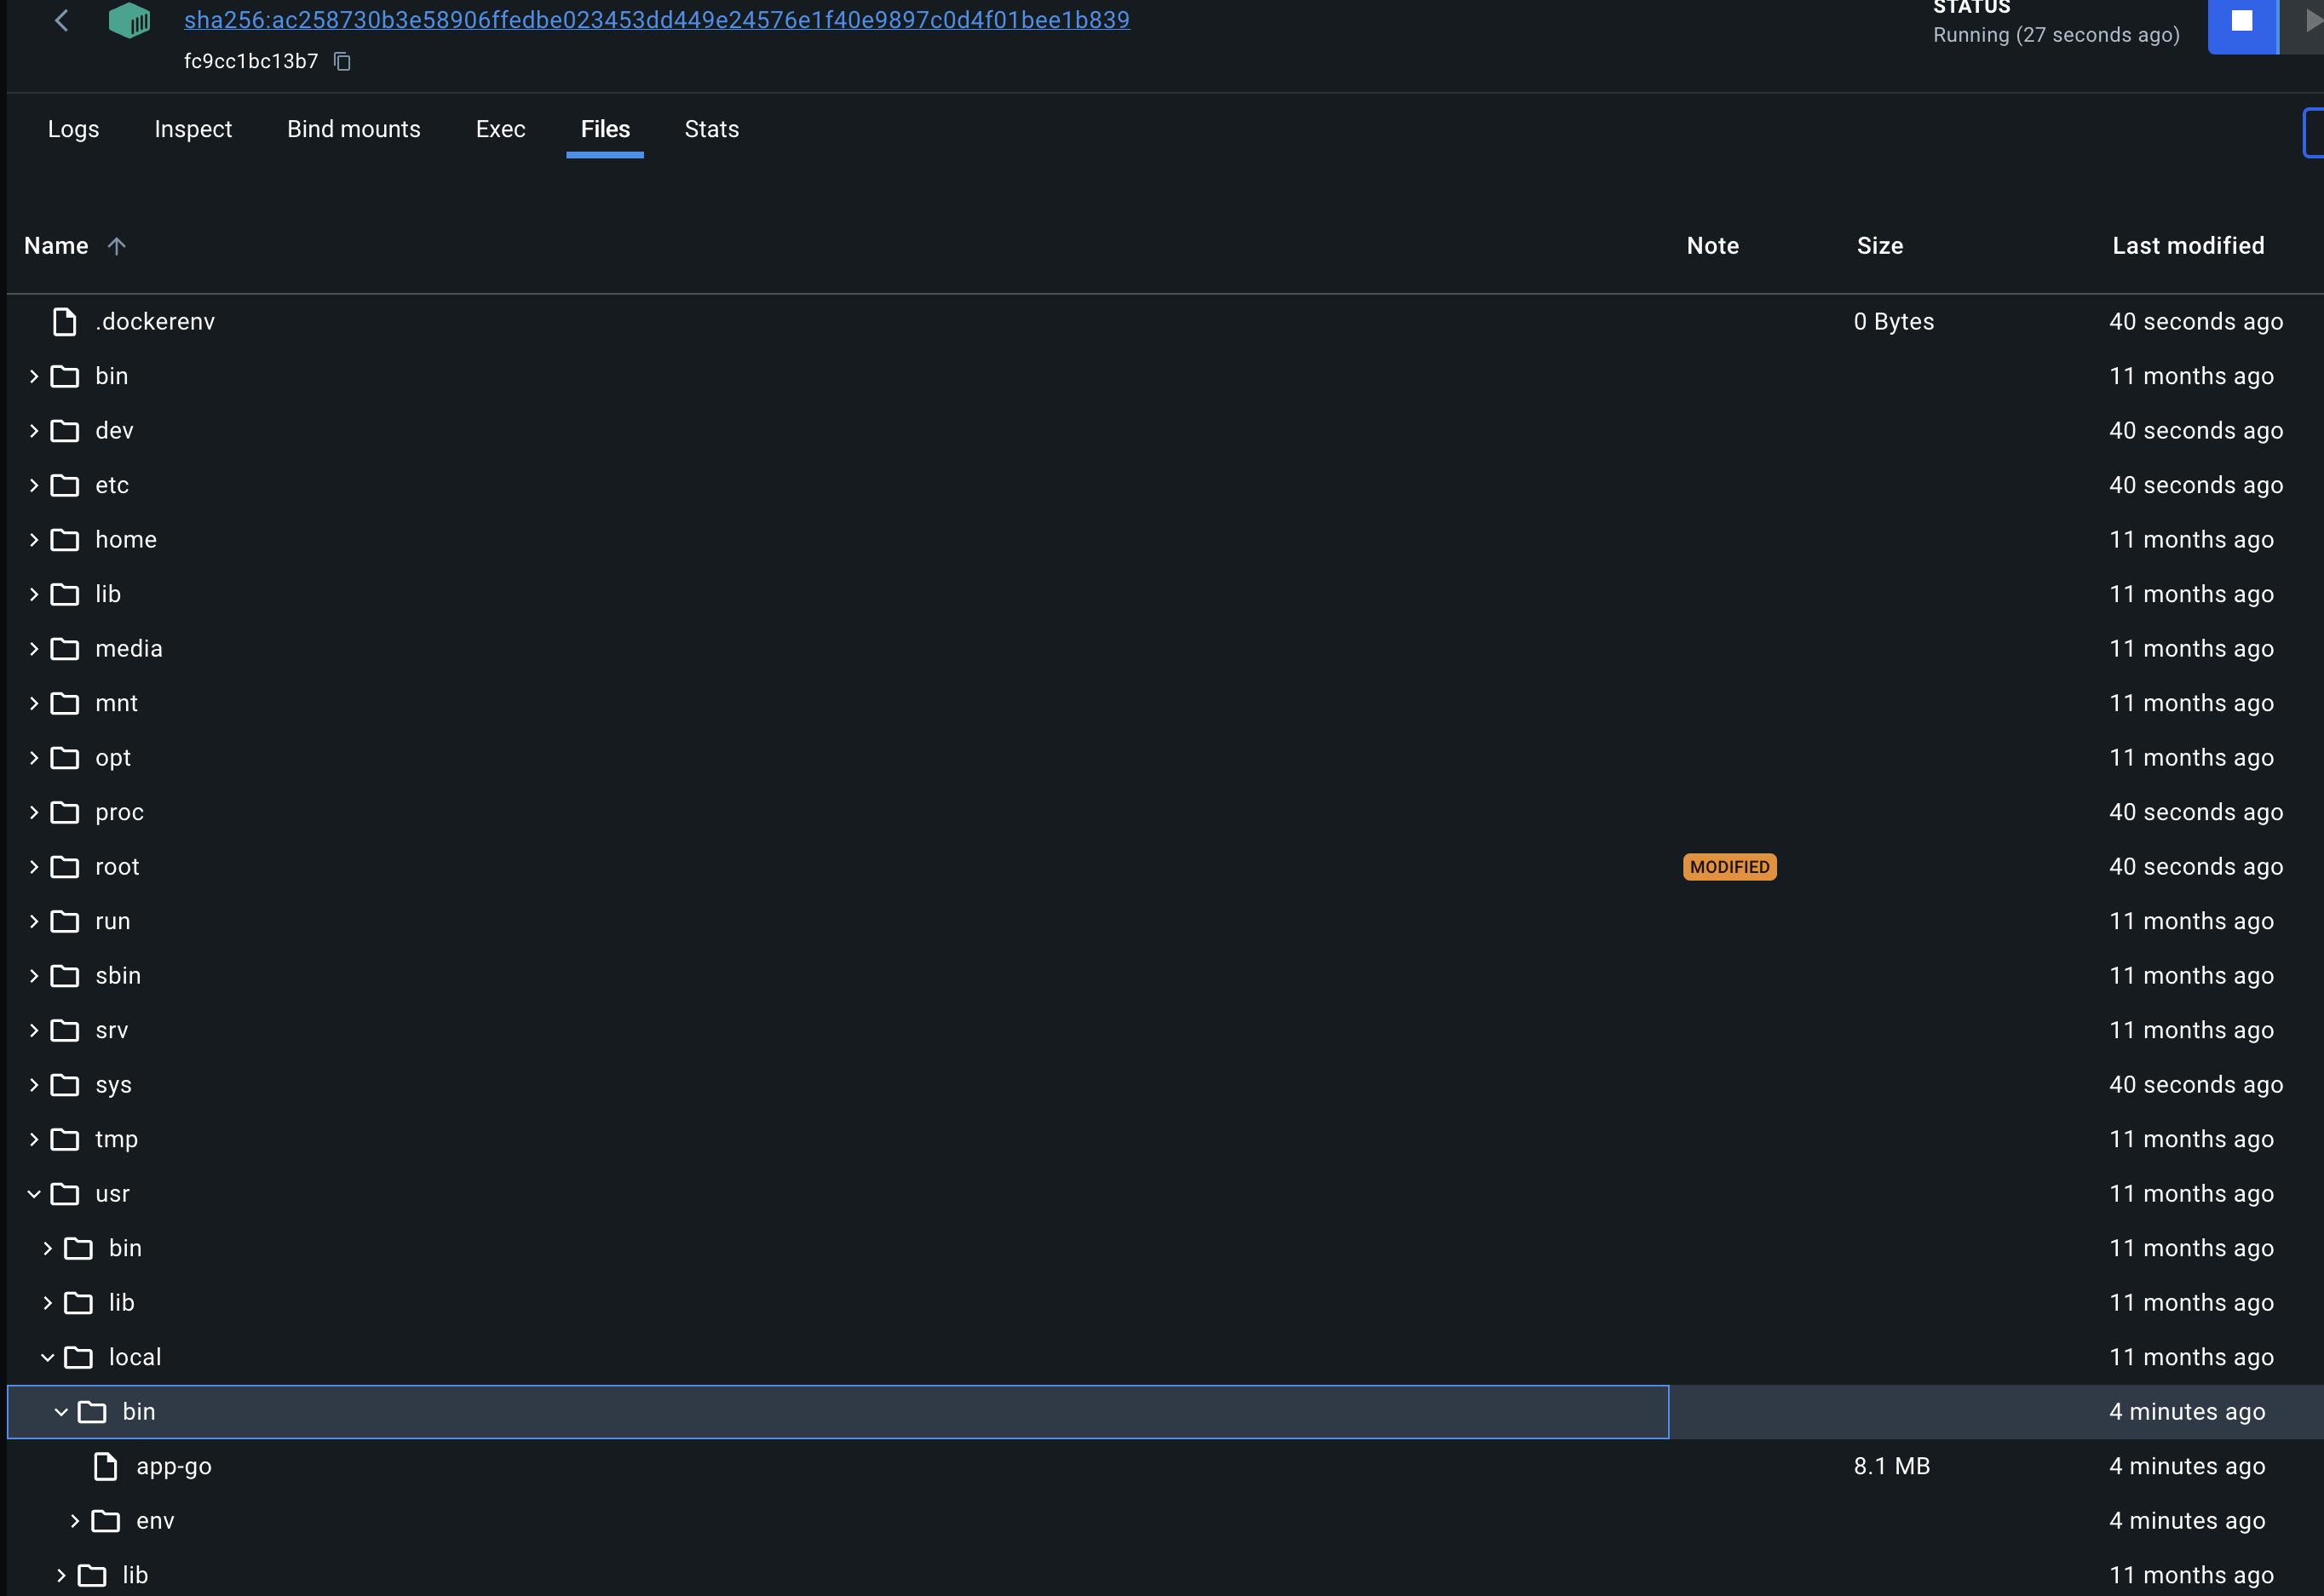 sha256:ac258730b3e58906ffedbe023453dd449e24576e1f40e9897c0d4f01bee1b839
STATUS
Running (27 seconds ago)
fc9cc1bc13b7
Logs Inspect Bind mounts Exec Files Stats
Name Note Size Last modified
.dockerenv 0 Bytes 40 seconds ago
bin 11 months ago
dev 40 seconds ago
etc 40 seconds ago
home 11 months ago
lib 11 months ago
media 11 months ago
mnt 11 months ago
opt 11 months ago
proc 40 seconds ago
root MODIFIED 40 seconds ago
run 11 months ago
sbin 11 months ago
srv 11 months ago
sys 40 seconds ago
tmp 11 months ago
usr 11 months ago
bin 11 months ago
lib 11 months ago
local 11 months ago
bin 4 minutes ago
app-go 8.1 MB 4 minutes ago
env 4 minutes ago
lib 11 months ago